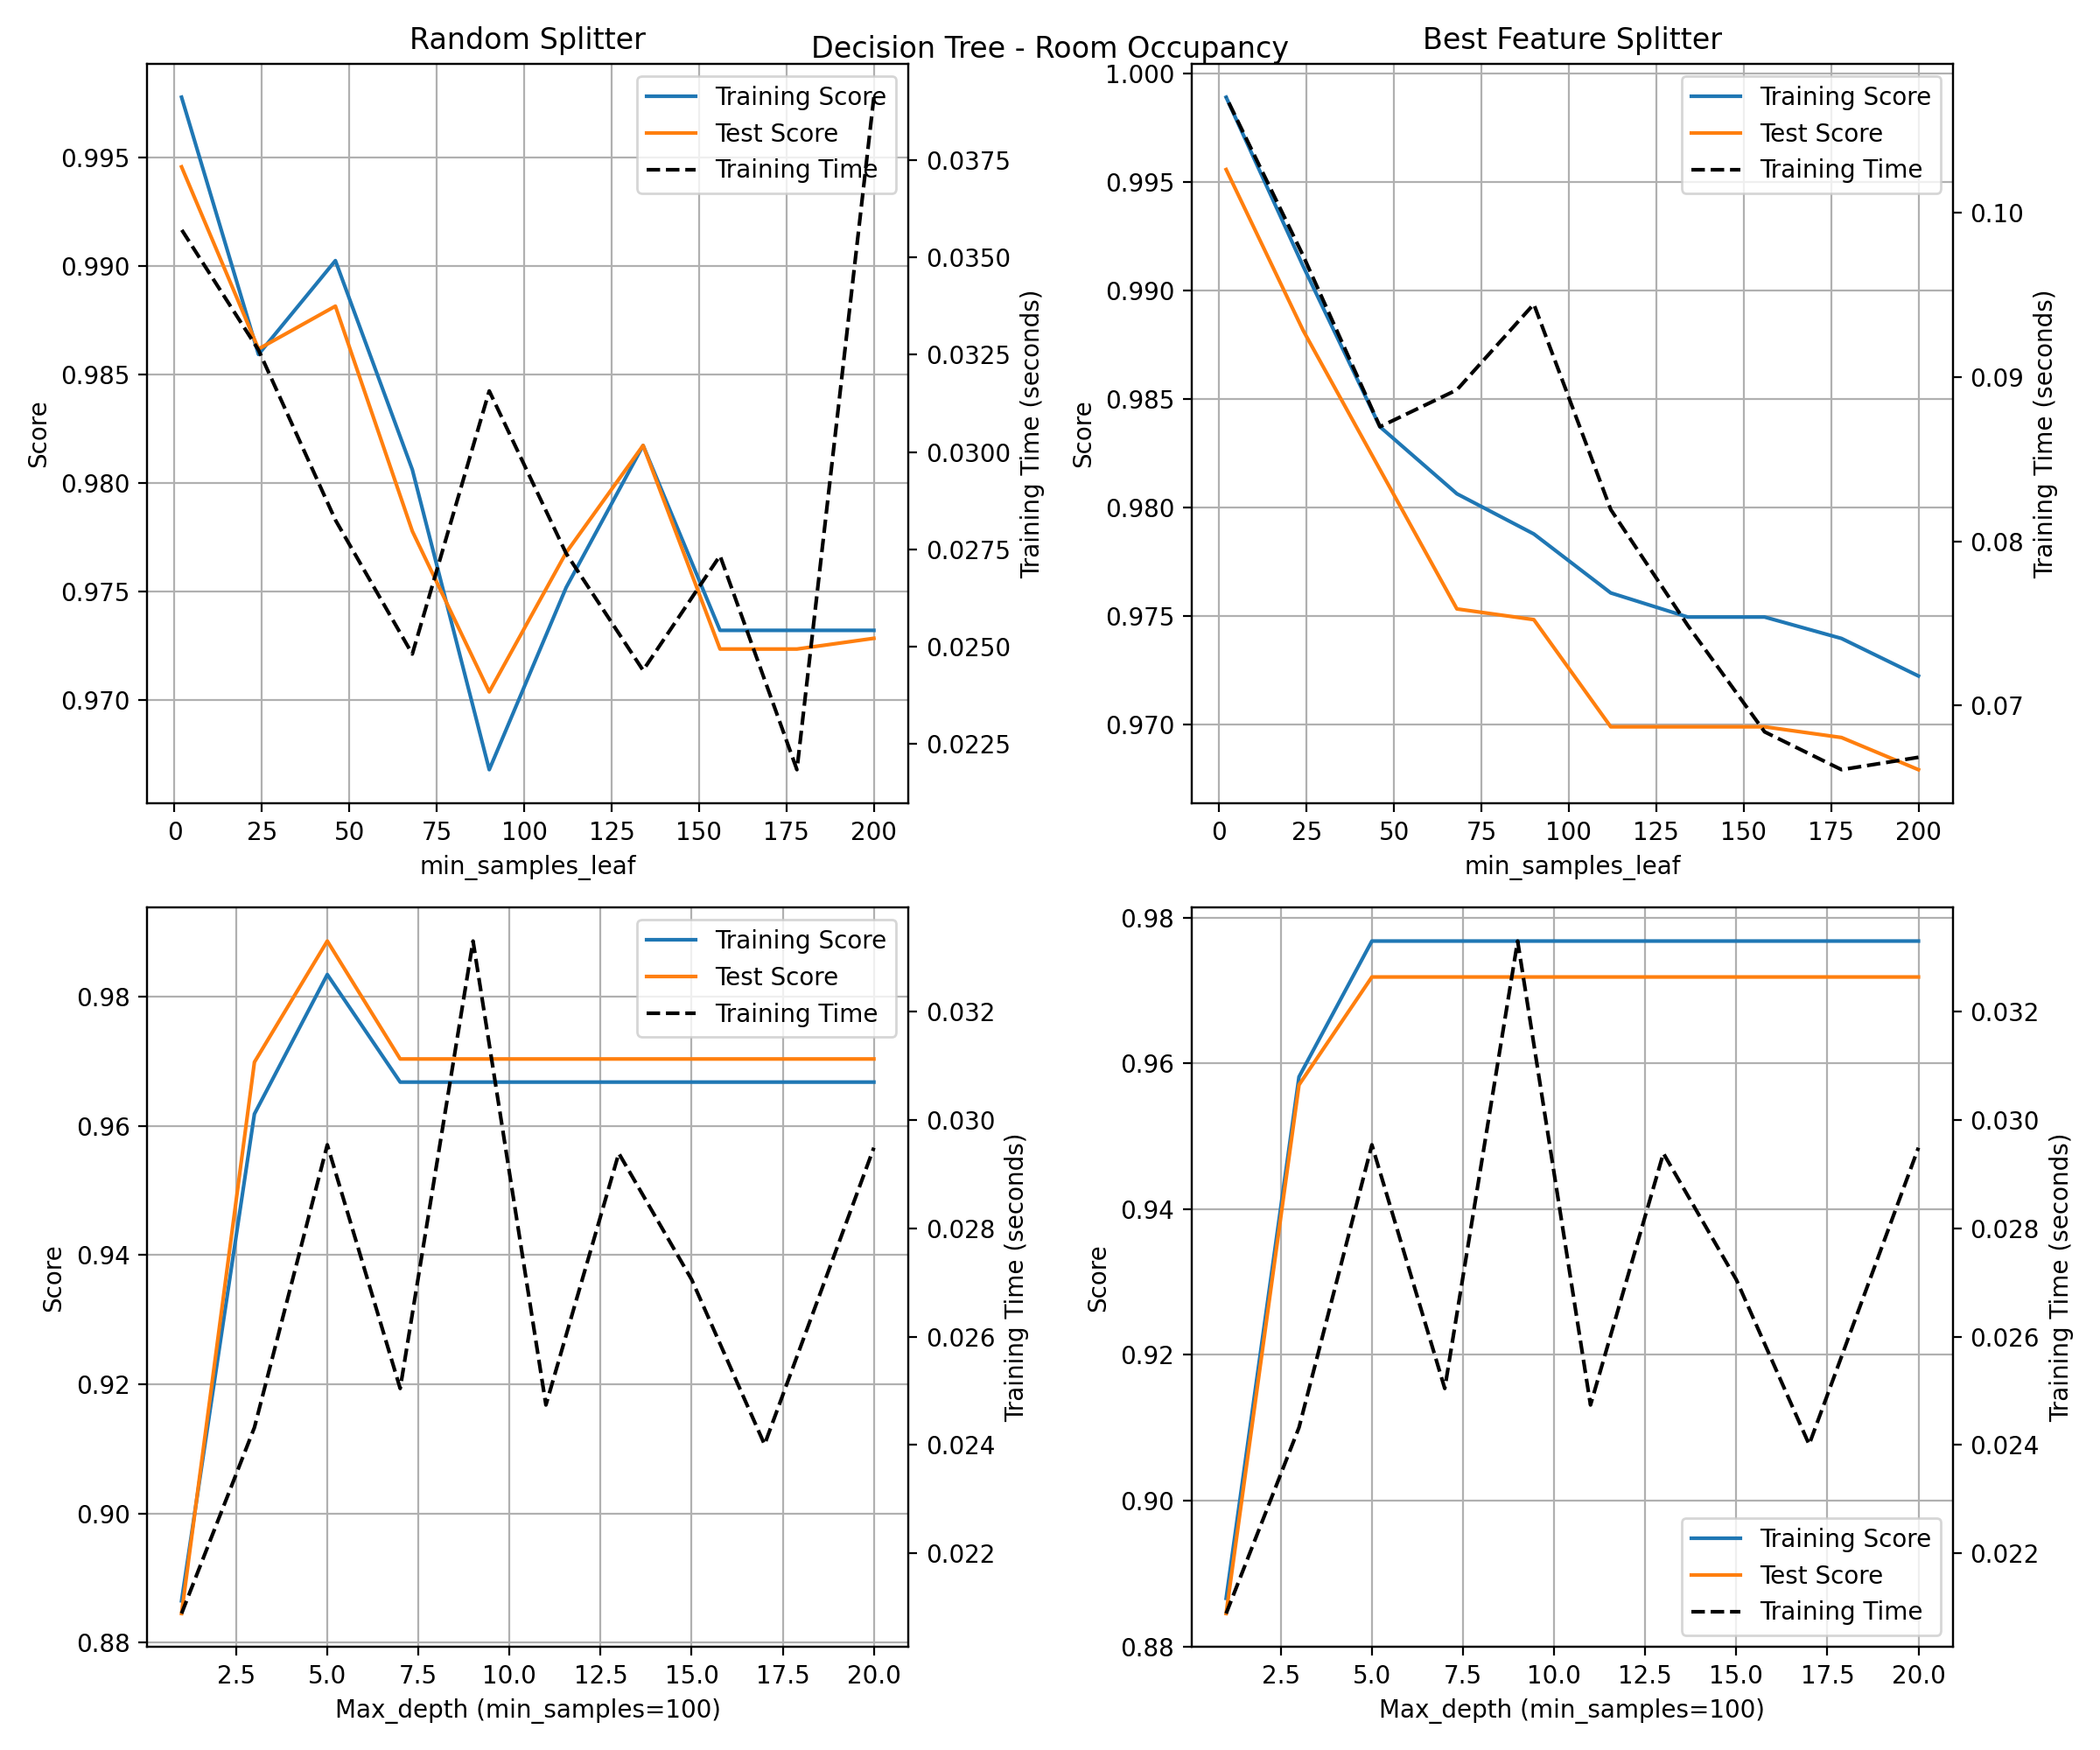 Decision Tree - Room Occupancy
Random Splitter
Training Score
Test Score
Training Time
0.995
0.990
0.985
0.980
0.975
0.970
Score
0.0375
0.0350
0.0325
0.0300
0.0275
0.0250
0.0225
Training Time (seconds)
0 25 50 75 100 125 150 175 200
min_samples_leaf
Best Feature Splitter
Training Score
Test Score
Training Time
1.000
0.995
0.990
0.985
0.980
0.975
0.970
Score
0.10
0.09
0.08
0.07
Training Time (seconds)
0 25 50 75 100 125 150 175 200
min_samples_leaf
Training Score
Test Score
Training Time
0.98
0.96
0.94
0.92
0.90
0.88
Score
0.032
0.030
0.028
0.026
0.024
0.022
Training Time (seconds)
2.5 5.0 7.5 10.0 12.5 15.0 17.5 20.0
Max_depth (min_samples=100)
0.98
0.96
0.94
0.92
0.90
0.88
Score
0.032
0.030
0.028
0.026
0.024
0.022
Training Time (seconds)
Training Score
Test Score
Training Time
2.5 5.0 7.5 10.0 12.5 15.0 17.5 20.0
Max_depth (min_samples=100)